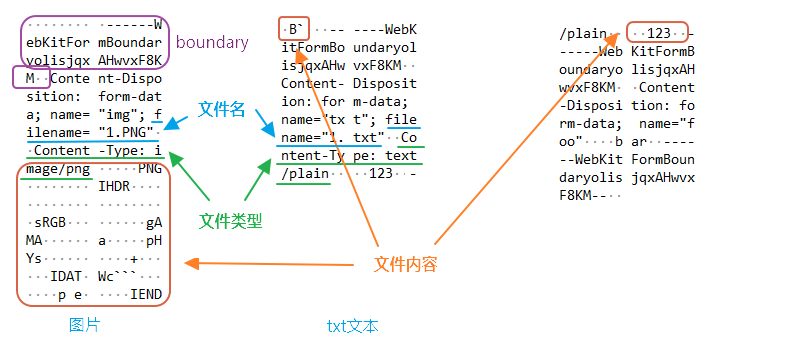 ------W
ebKitFor mBoundar
yolisjqx AHwvxF8K
M Conte nt-Dispo
sition: form-dat
a; name= "img"; f
ilename= "1.PNG"
Content -Type: i
mage/png PNG
IHDR
sRGB gA
MA a pH
Ys +
IDAT Wc```
p e IEND
boundary
图片
B` -- ----WebK
itFormBo undaryol
isjqxAHw vxF8KM
Content- Disposit
ion: for m-data;
name="tx t"; file
name="1. txt" Co
ntent-Ty pe: text
/plain 123 -
文件名
文件类型
文件内容
txt文本
/plain 123
-----Web KitFormB
oundaryo lisjqxAH
wvxF8KM Content
-Disposi tion: fo
rm-data; name="f
oo" bar -----
--WebKit FormBoun
daryolis jqxAHwvx
F8KM--